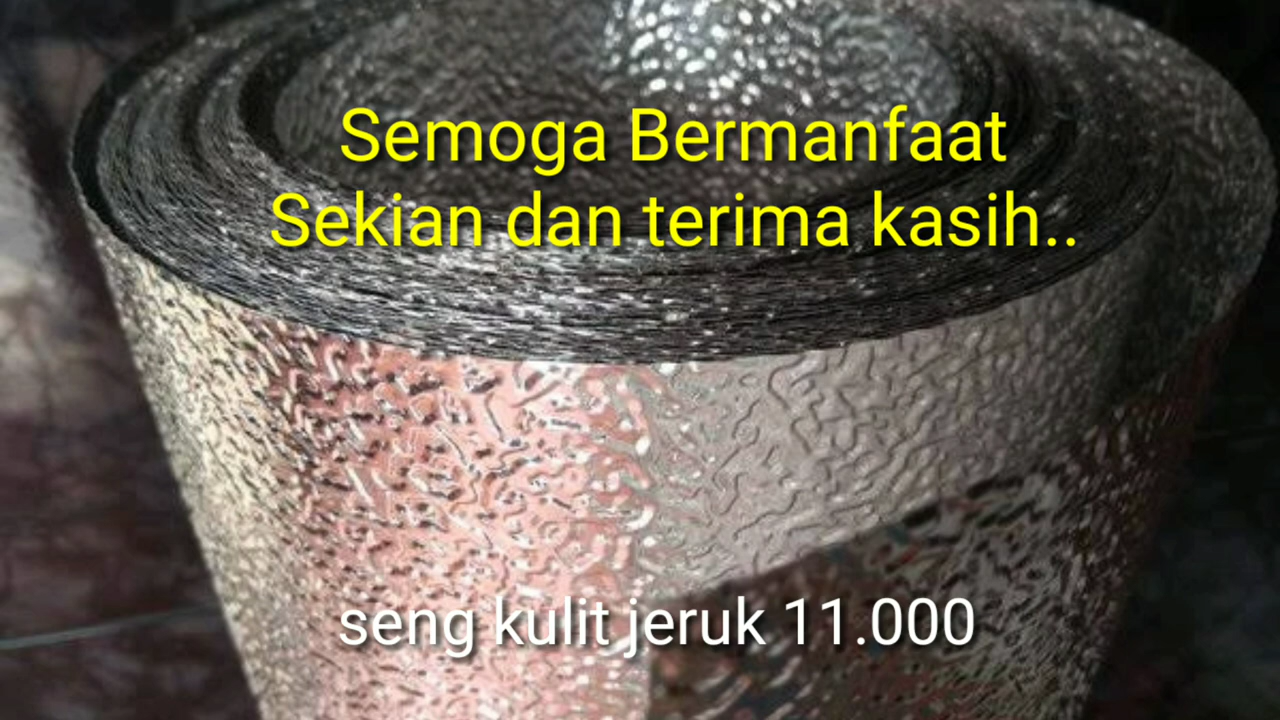 Semoga Bermanfaat
Sekian dan terima kasih..
seng kulit jeruk 11.000